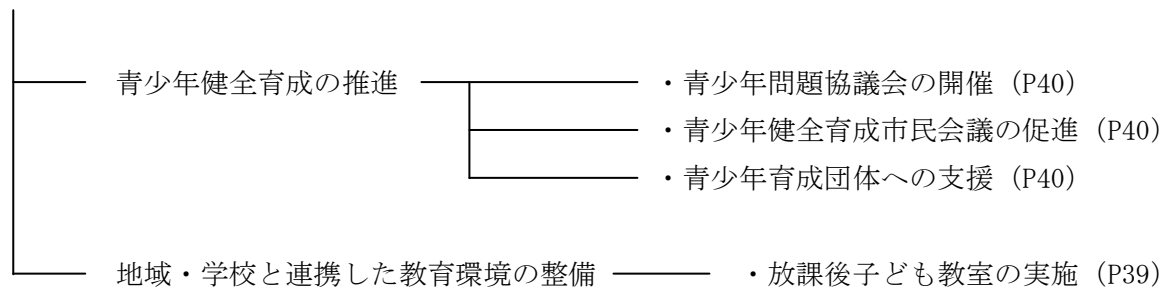 青少年健全育成の推進 ・青少年問題協議会の開催（P40）
・青少年健全育成市民会議の促進（P40）
・青少年育成団体への支援（P40）
地域・学校と連携した教育環境の整備 ・放課後子ども教室の実施（P39）